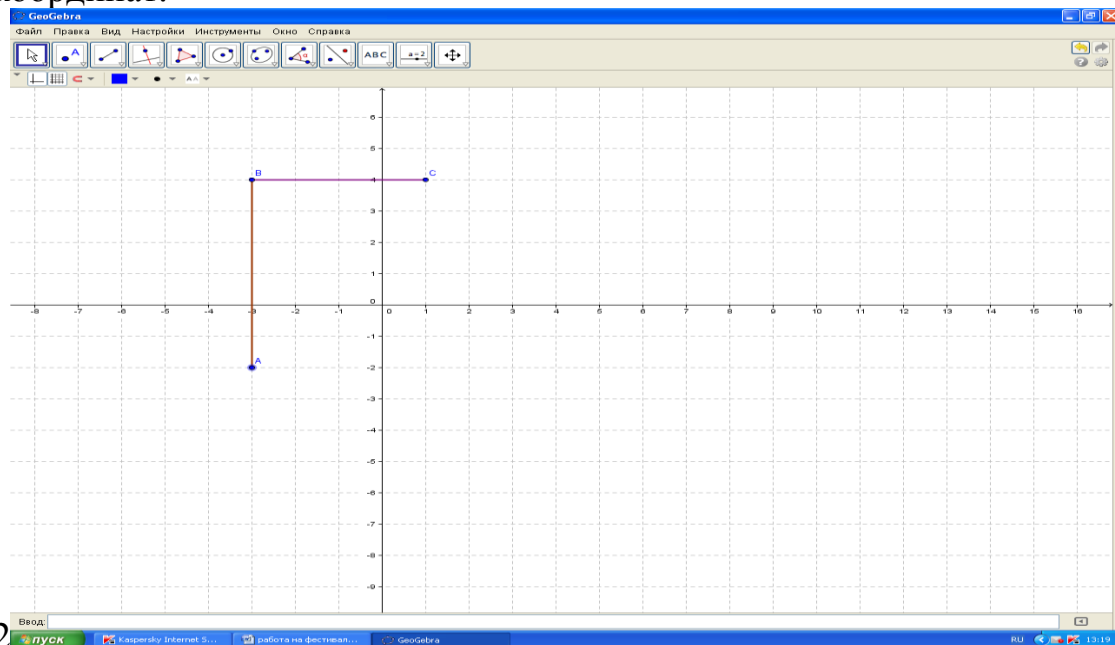 координат.
GeoGebra
Файл Правка Вид Настройки Инструменты Окно Справка
A ABC a=2
AA
6
5
B C
4
3
2
1
0
-8 -7 -6 -5 -4 -3 -2 -1 0 1 2 3 4 5 6 7 8 9 10 11 12 13 14 15 16
-1
A
-2
-3
-4
-5
-6
-7
-8
-9
Ввод:
2
пуск Kaspersky Internet S... работа на фестивал... GeoGebra RU 13:19